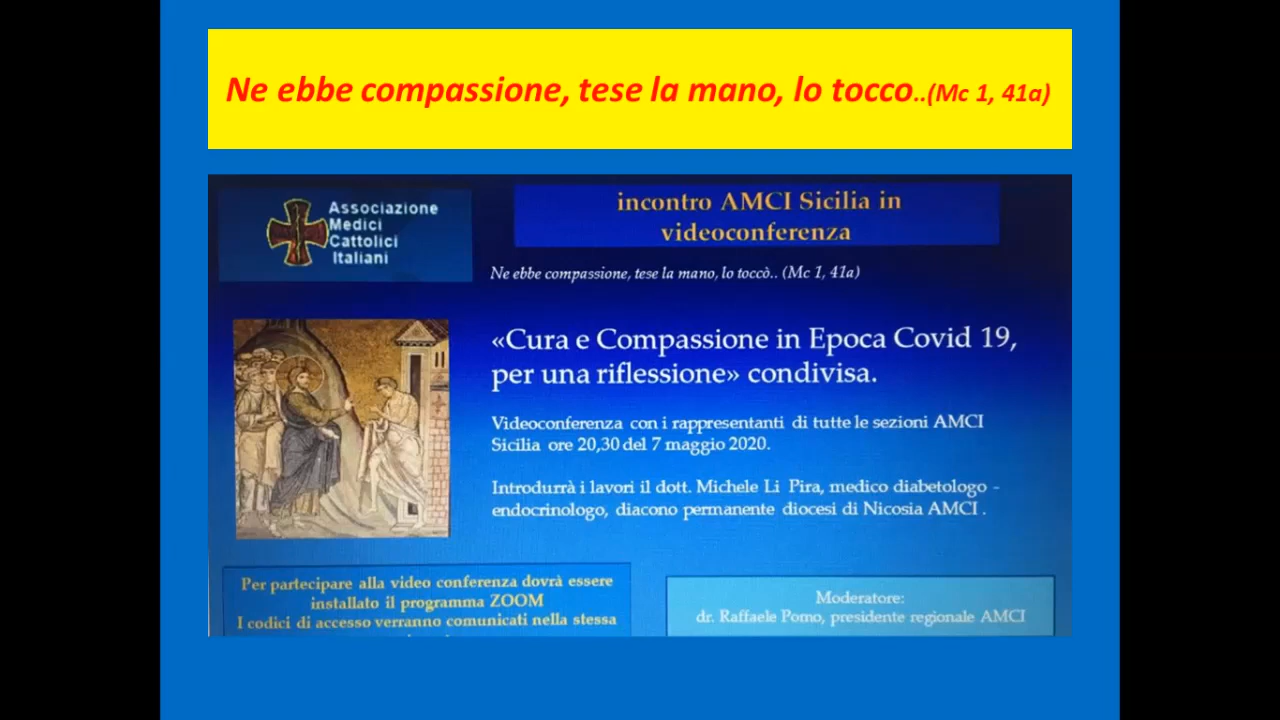 Ne ebbe compassione, tese la mano, lo tocco..(Mc 1, 41a)
Associazione
Medici
Cattolici
Italiani
incontro AMCI Sicilia in
videoconferenza
Ne ebbe compassione, tese la mano, lo toccò.. (Mc 1, 41a)
«Cura e Compassione in Epoca Covid 19,
per una riflessione» condivisa.
Videoconferenza con i rappresentanti di tutte le sezioni AMCI
Sicilia ore 20,30 del 7 maggio 2020.
Introdurrà i lavori il dott. Michele Li Pira, medico diabetologo -
endocrinologo, diacono permanente diocesi di Nicosia AMCI .
Per partecipare alla video conferenza dovrà essere
installato il programma ZOOM
I codici di accesso verranno comunicati nella stessa
Moderatore:
dr. Raffaele Pomo, presidente regionale AMCI